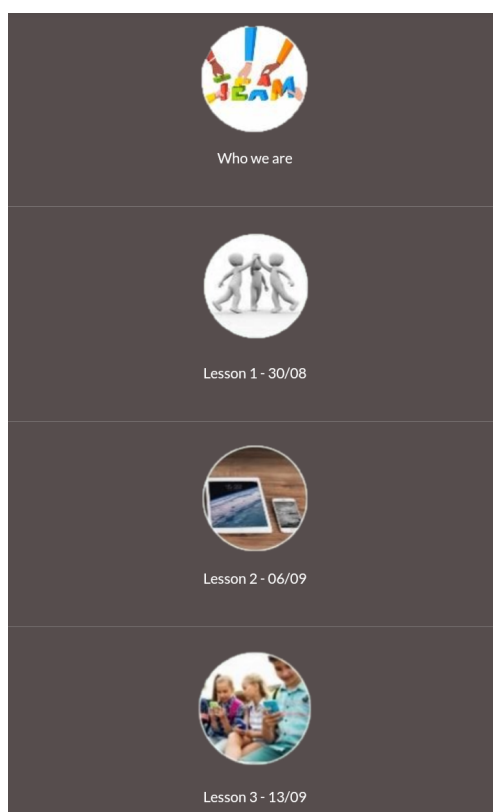 TEAM
Who we are
Lesson 1 - 30/08
Lesson 2 - 06/09
Lesson 3 - 13/09